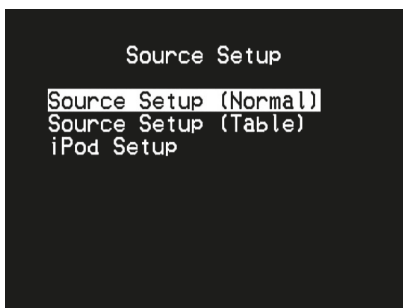 Source Setup
Source Setup (Normal)
Source Setup (Table)
iPod Setup